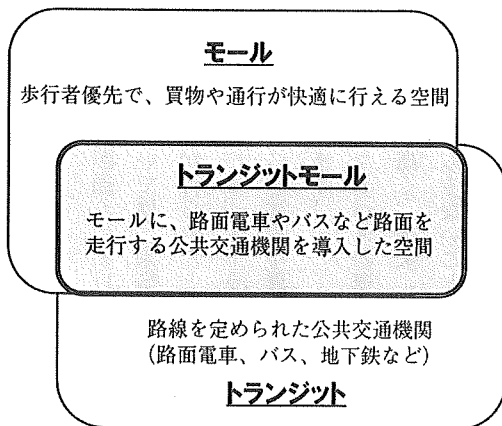 モール
歩行者優先で、買物や通行が快適に行える空間
トランジットモール
モールに、路面電車やバスなど路面を
走行する公共交通機関を導入した空間
路線を定められた公共交通機関
(路面電車、バス、地下鉄など)
トランジット